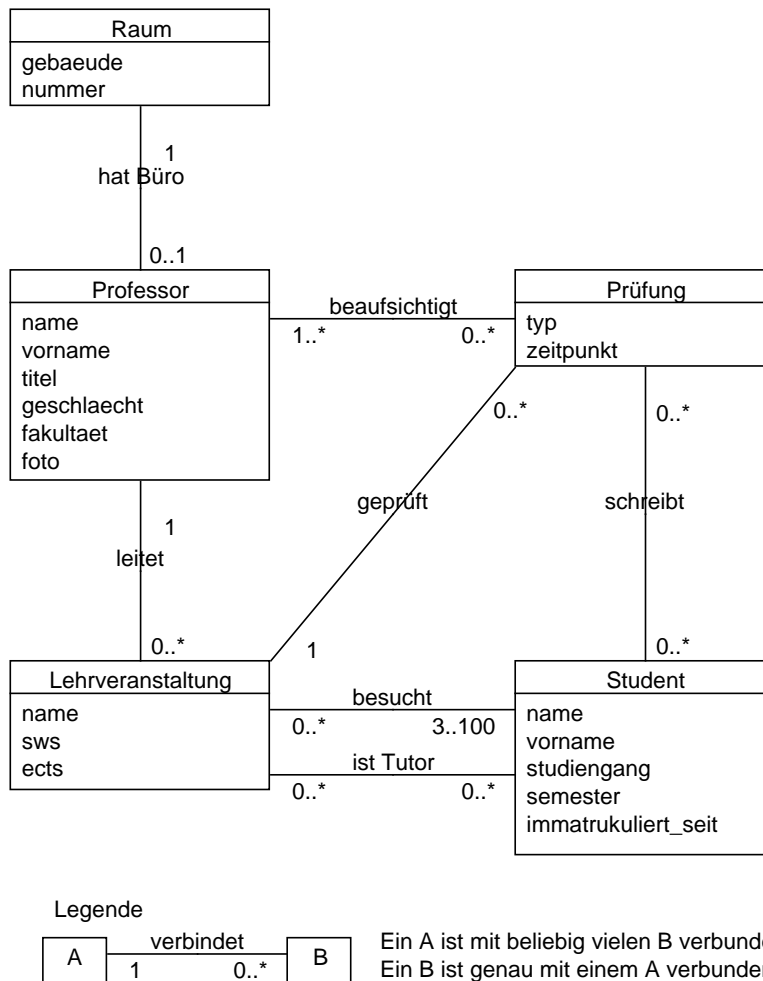 Raum
gebaeude
nummer
1
hat Büro
0..1
Professor
name
vorname
titel
geschlaecht
fakultaet
foto
beaufsichtigt
1..*
0..*
Prüfung
typ
zeitpunkt
0..*
0..*
geprüft
schreibt
1
leitet
0..*
1
0..*
Lehrveranstaltung
name
sws
ects
besucht
0..*
3..100
ist Tutor
0..*
0..*
Student
name
vorname
studiengang
semester
immatrukuliert_seit
Legende
A
verbindet
1
0..*
B
Ein A ist mit beliebig vielen B verbunde
Ein B ist genau mit einem A verbunden